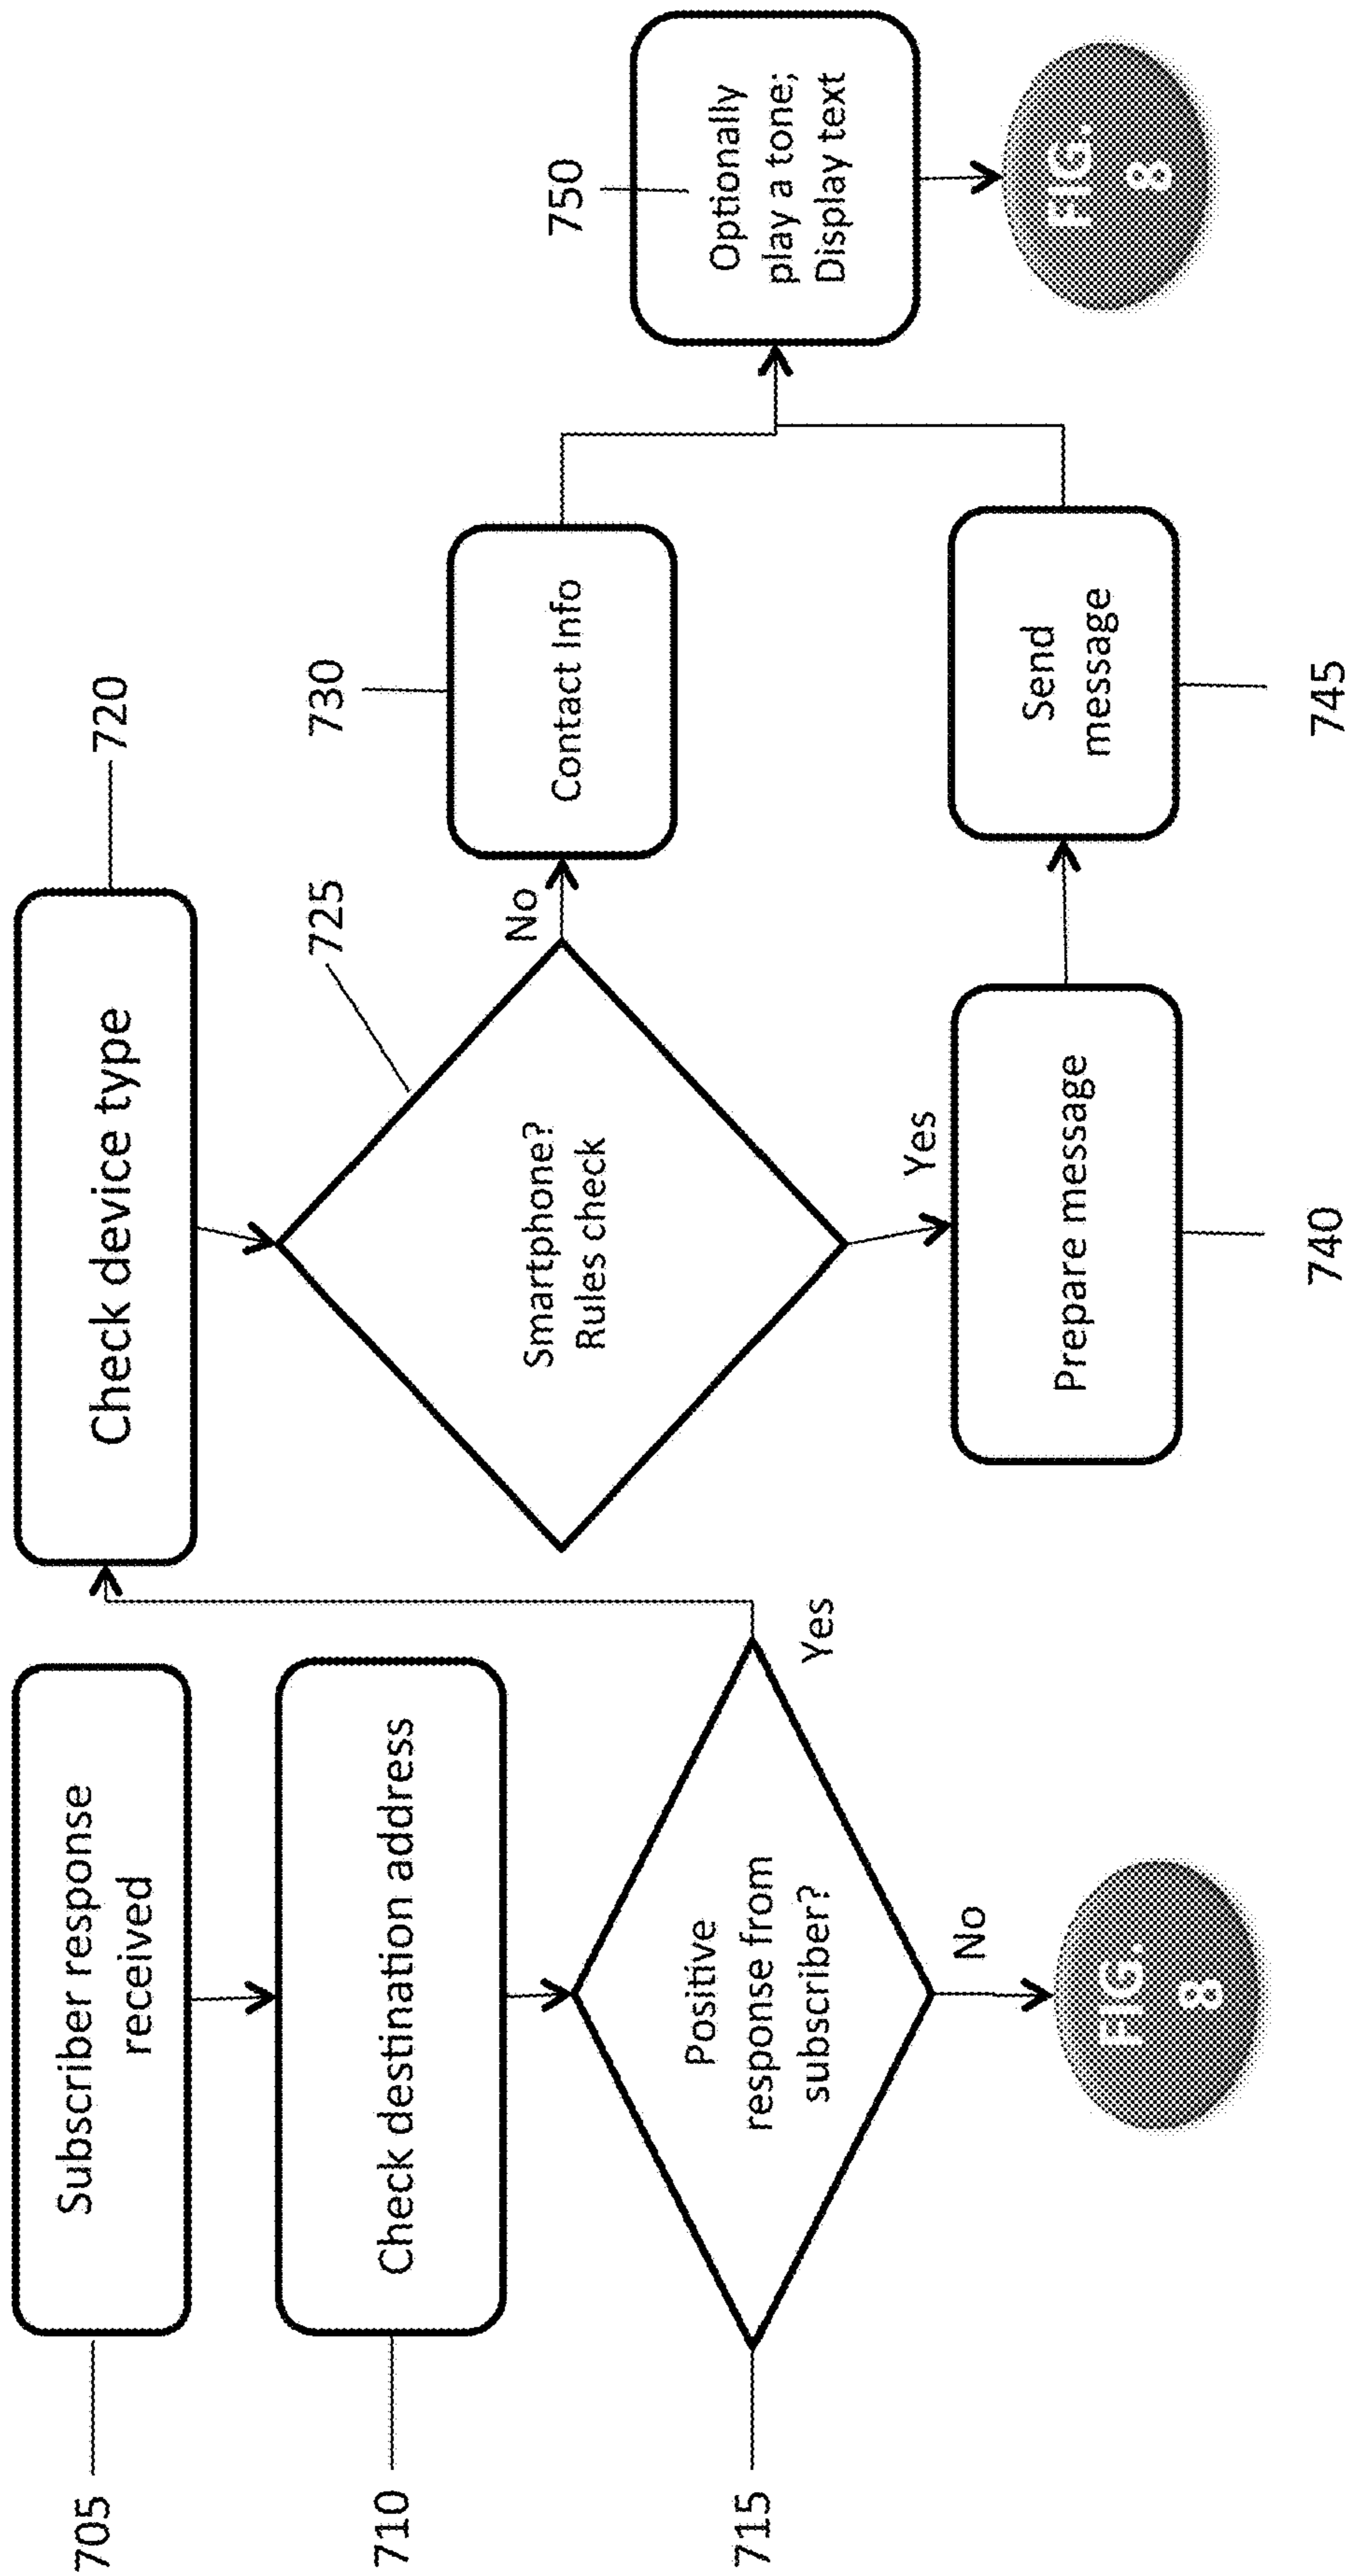 705
Subscriber response
received
710
Check destination address
715
Positive
response from
subscriber?
Yes
No
FIG.
8
720
Check device type
725
Smartphone?
Rules check
No
Yes
730
Contact Info
740
Prepare message
745
Send
message
750
Optionally
play a tone;
Display text
FIG.
8